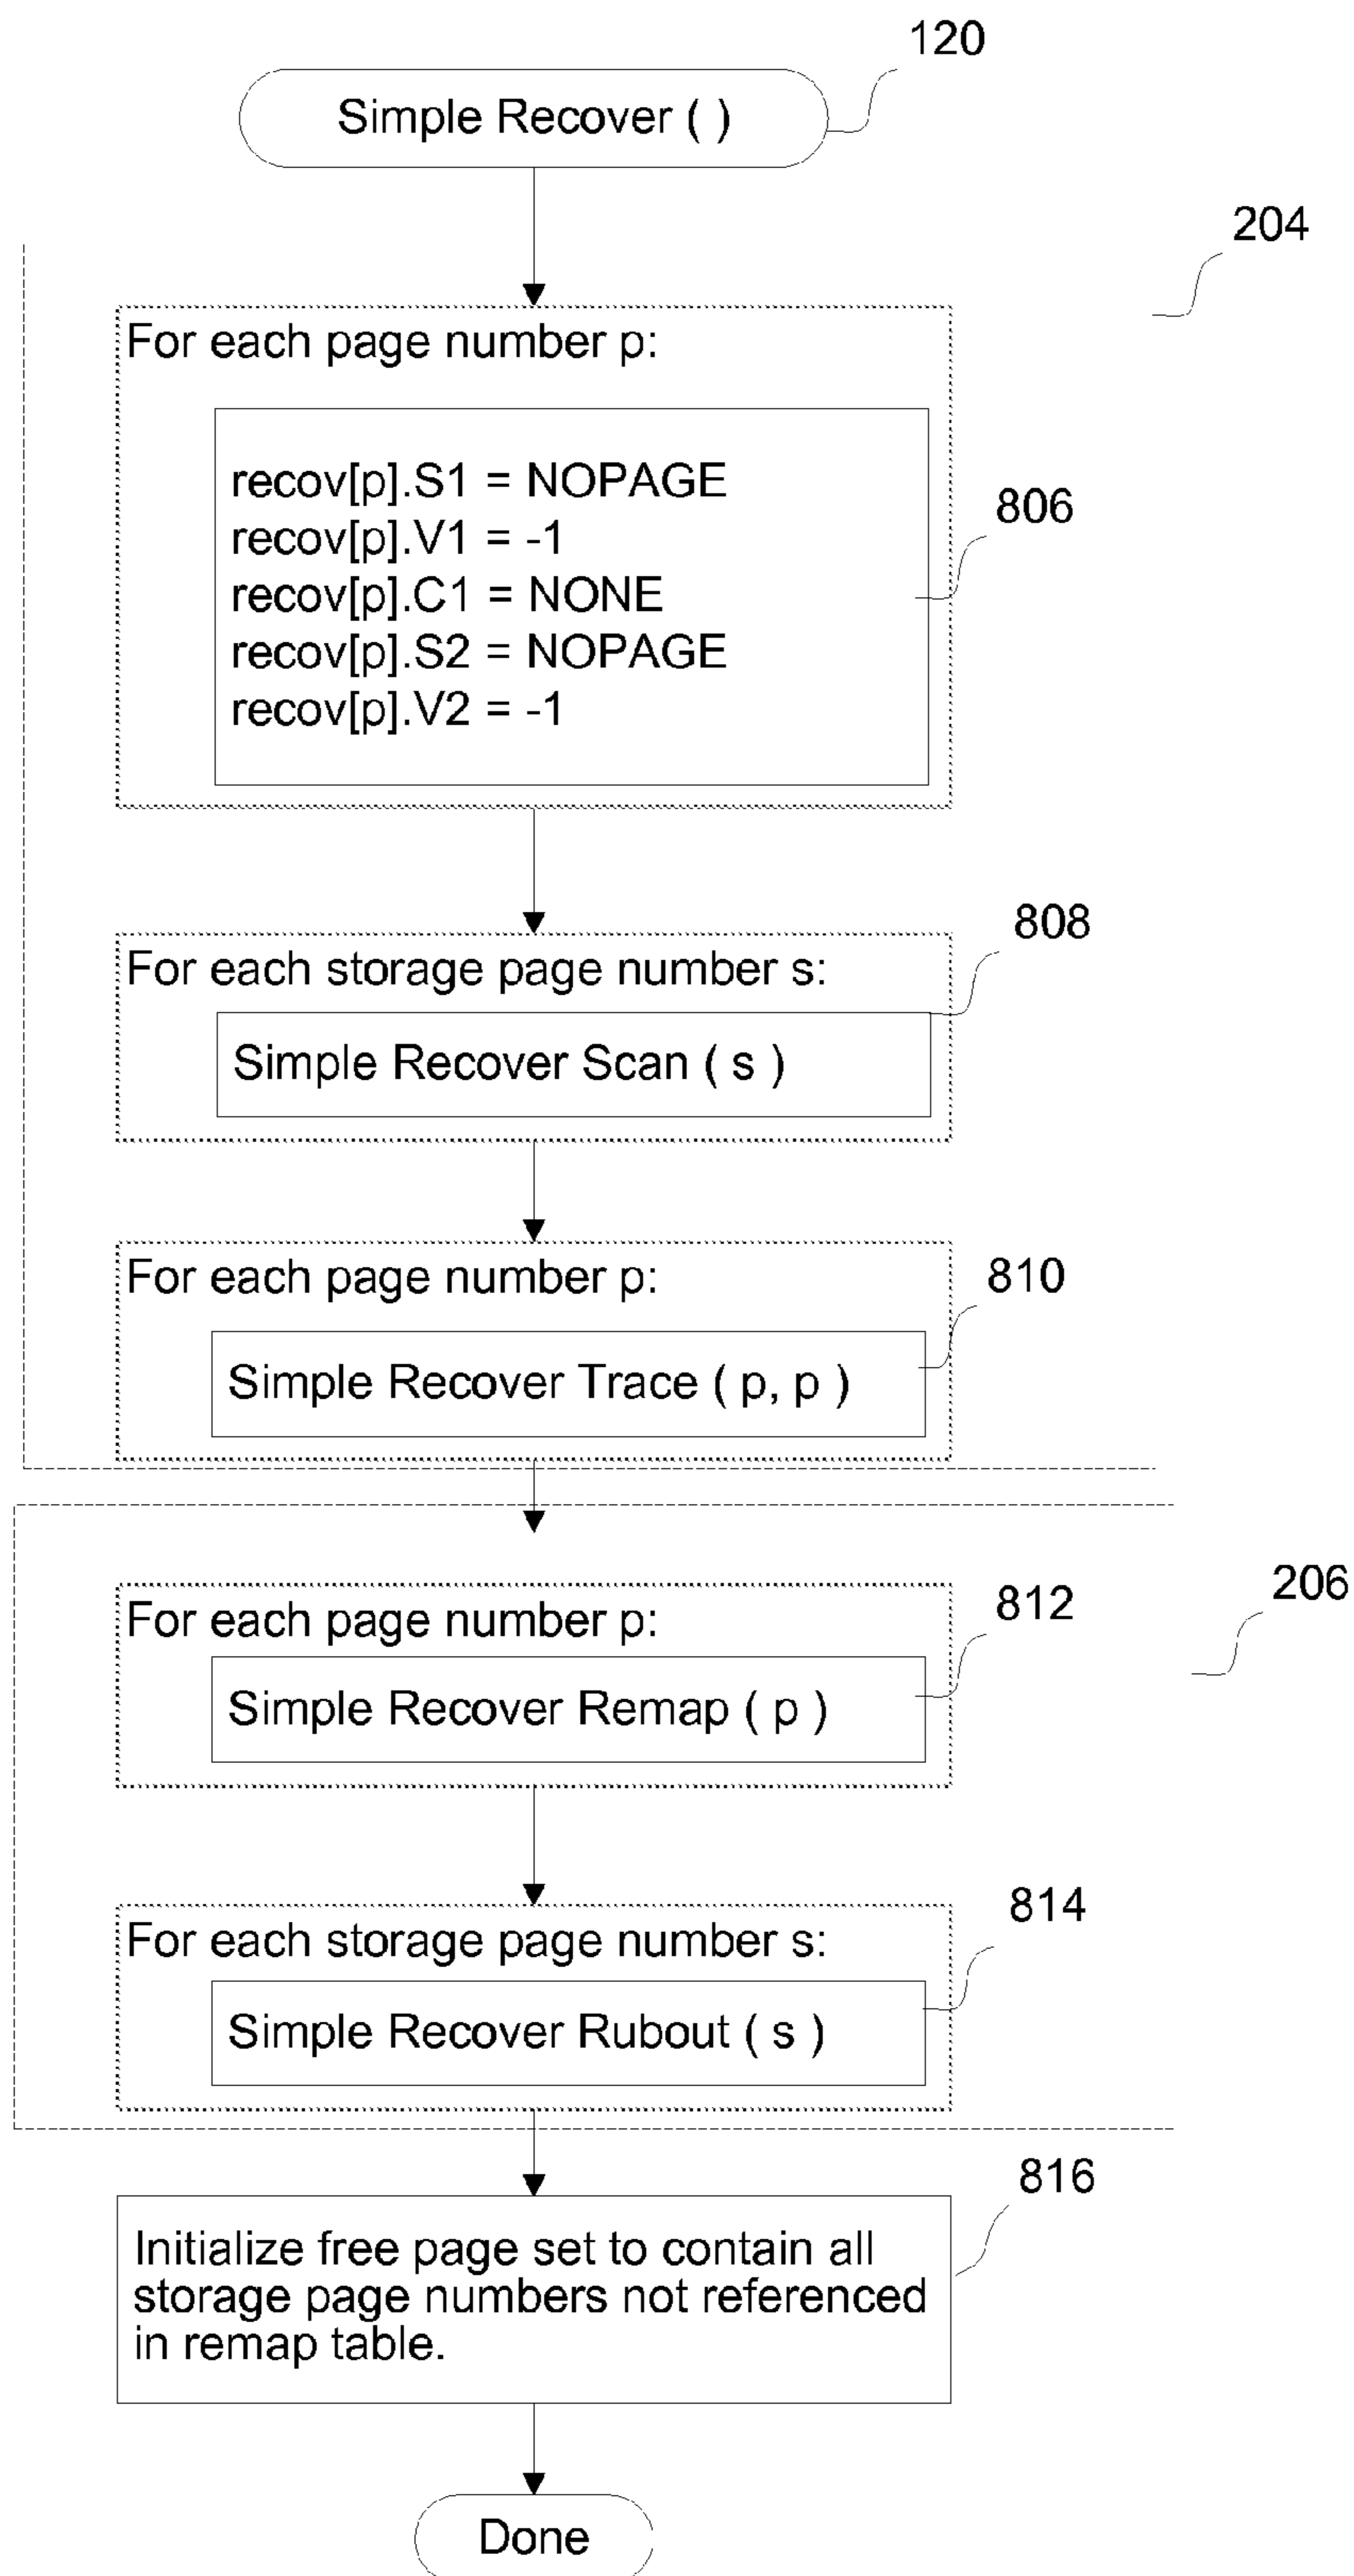 120
Simple Recover ( )
204
For each page number p:
recov[p].S1 = NOPAGE
806
recov[p].V1 = -1
recov[p].C1 = NONE
recov[p].S2 = NOPAGE
recov[p].V2 = -1
808
For each storage page number s:
Simple Recover Scan ( s )
For each page number p:
810
Simple Recover Trace ( p, p )
206
812
For each page number p:
Simple Recover Remap ( p )
814
For each storage page number s:
Simple Recover Rubout ( s )
816
Initialize free page set to contain all
storage page numbers not referenced
in remap table.
Done